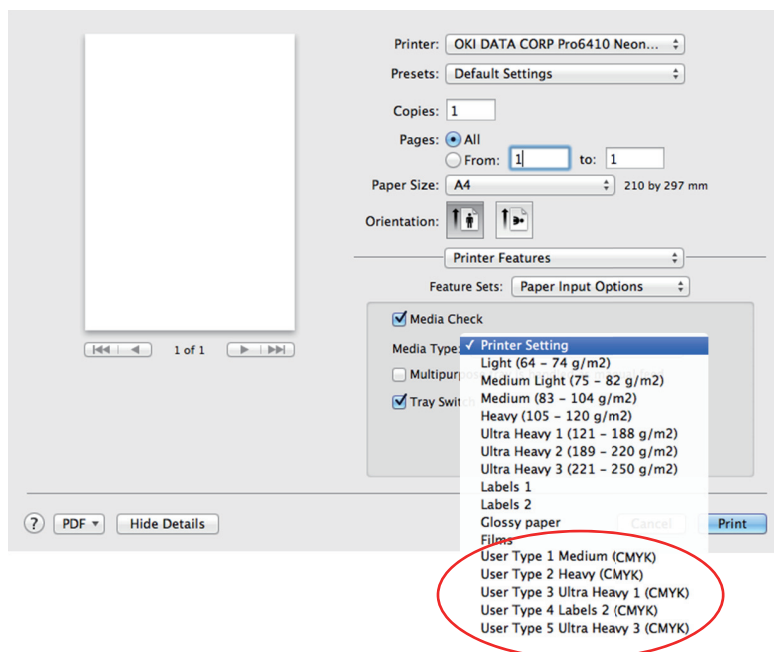 Printer: OKI DATA CORP Pro6410 Neon...
Presets: Default Settings
Copies: 1
Pages: All
From: 1 to: 1
Paper Size: A4 210 by 297 mm
Orientation:
Printer Features
Feature Sets: Paper Input Options
Media Check
1 of 1
Media Type: ✓ Printer Setting
Light (64 – 74 g/m2)
Multipurpos
Medium Light (75 – 82 g/m2)
Medium (83 – 104 g/m2)
Tray Switch
Heavy (105 – 120 g/m2)
Ultra Heavy 1 (121 – 188 g/m2)
Ultra Heavy 2 (189 – 220 g/m2)
Ultra Heavy 3 (221 – 250 g/m2)
Labels 1
Labels 2
Glossy paper
Films
User Type 1 Medium (CMYK)
User Type 2 Heavy (CMYK)
User Type 3 Ultra Heavy 1 (CMYK)
User Type 4 Labels 2 (CMYK)
User Type 5 Ultra Heavy 3 (CMYK)
? PDF Hide Details Cancel Print